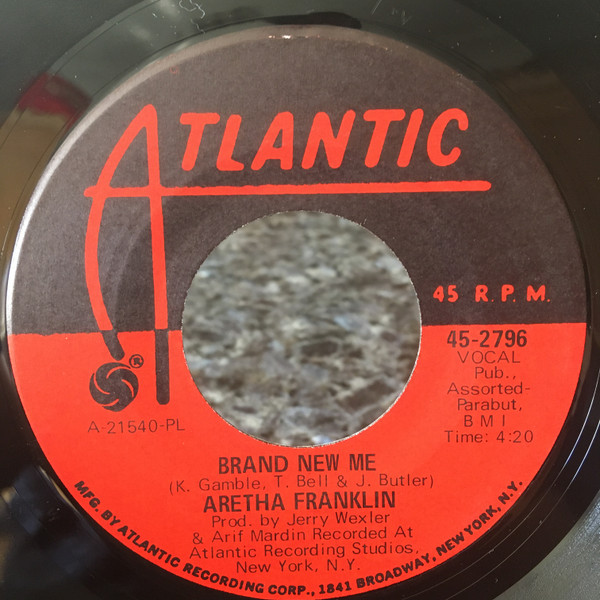 ATLANTIC
45 R.P.M.
45-2796
VOCAL
Pub.,
Assorted-
Parabut,
BMI
Time: 4:20
®
A-21540-PL
BRAND NEW ME
(K. Gamble, T. Bell & J. Butler)
ARETHA FRANKLIN
Prod. by Jerry Wexler
& Arif Mardin Recorded At
Atlantic Recording Studios,
New York, N.Y.
MFG. BY ATLANTIC RECORDING CORP., 1841 BROADWAY, NEW YORK, N.Y.